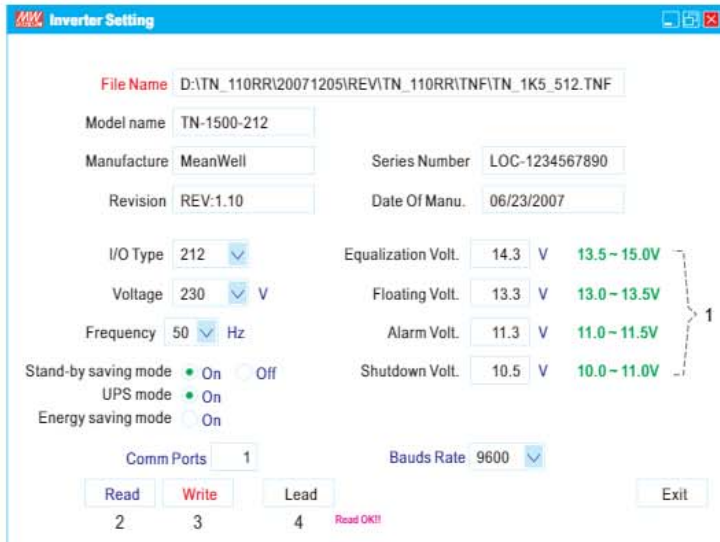 MW Inverter Setting
File Name D:\TN_110RR\20071205\REV\TN_110RR\TNF\TN_1K5_512.TNF
Model name TN-1500-212
Manufacture MeanWell Series Number LOC-1234567890
Revision REV:1.10 Date Of Manu. 06/23/2007
I/O Type 212 Equalization Volt. 14.3 V 13.5 ~ 15.0V
Voltage 230 V Floating Volt. 13.3 V 13.0 ~ 13.5V
1
Frequency 50 Hz Alarm Volt. 11.3 V 11.0 ~ 11.5V
Stand-by saving mode On Off Shutdown Volt. 10.5 V 10.0 ~ 11.0V
UPS mode On
Energy saving mode On
Comm Ports 1 Bauds Rate 9600
Read Write Lead Exit
2 3 4 Read OK!!